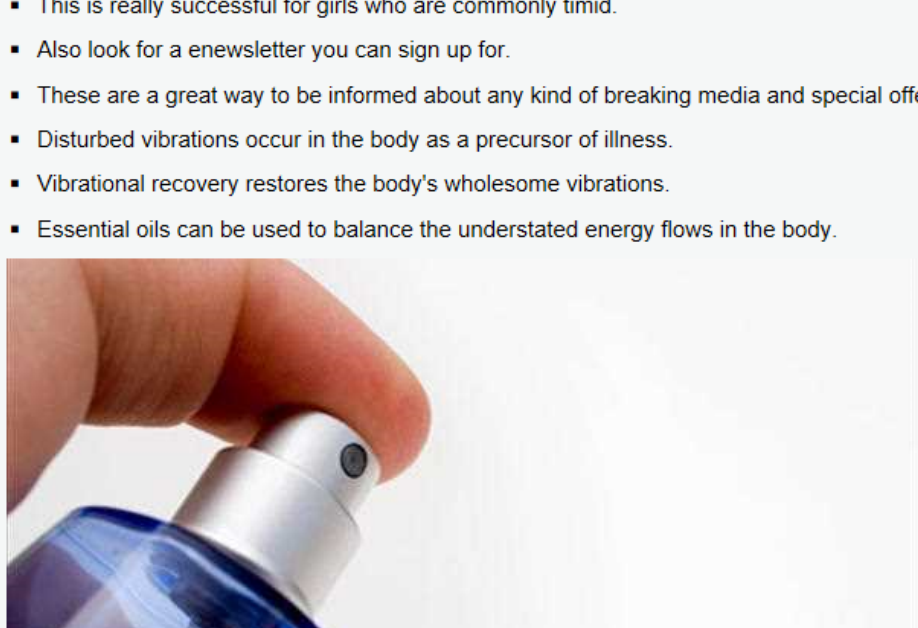 This is really successful for girls who are commonly timid.
Also look for a enewsletter you can sign up for.
These are a great way to be informed about any kind of breaking media and special
Disturbed vibrations occur in the body as a precursor of illness.
Vibrational recovery restores the body's wholesome vibrations.
Essential oils can be used to balance the understated energy flows in the body.